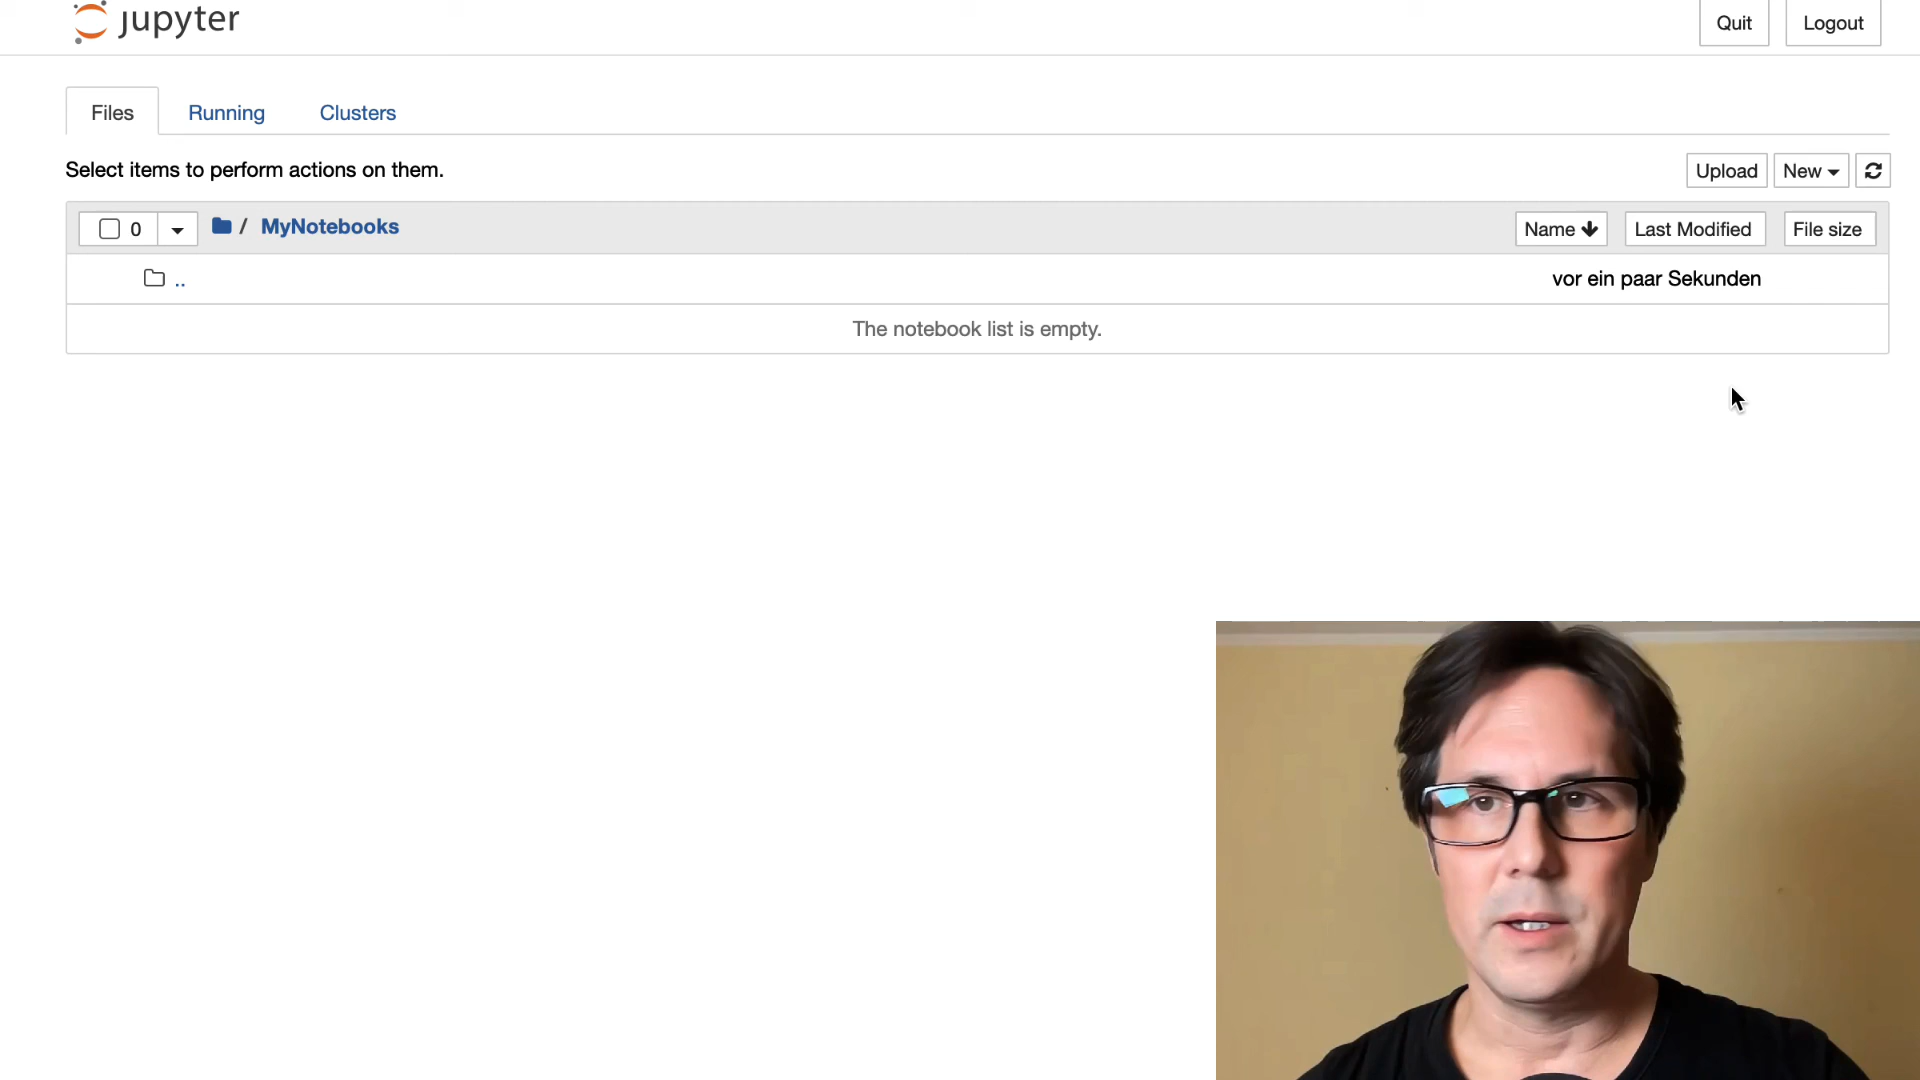 jupyter
Quit
Logout
Files
Running
Clusters
Select items to perform actions on them.
Upload
New
0
/ MyNotebooks
Name
Last Modified
File size
..
vor ein paar Sekunden
The notebook list is empty.